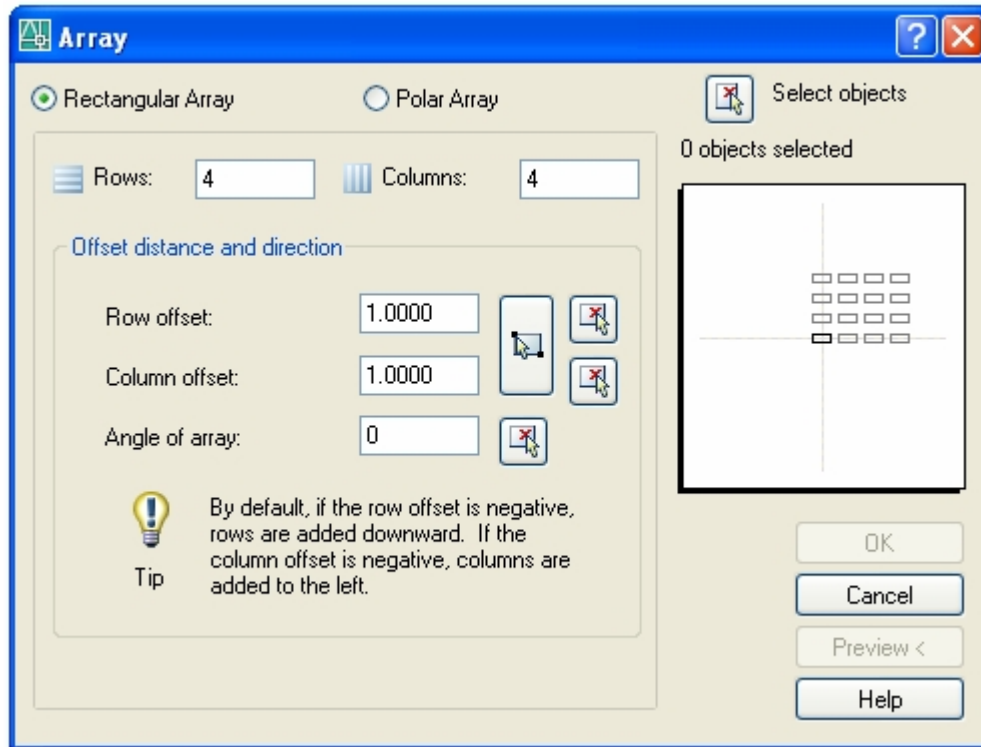 Array
Rectangular Array
Polar Array
Select objects
0 objects selected
Rows: 4
Columns: 4
Offset distance and direction
Row offset: 1.0000
Column offset: 1.0000
Angle of array: 0
Tip
By default, if the row offset is negative,
rows are added downward. If the
column offset is negative, columns are
added to the left.
OK
Cancel
Preview <
Help